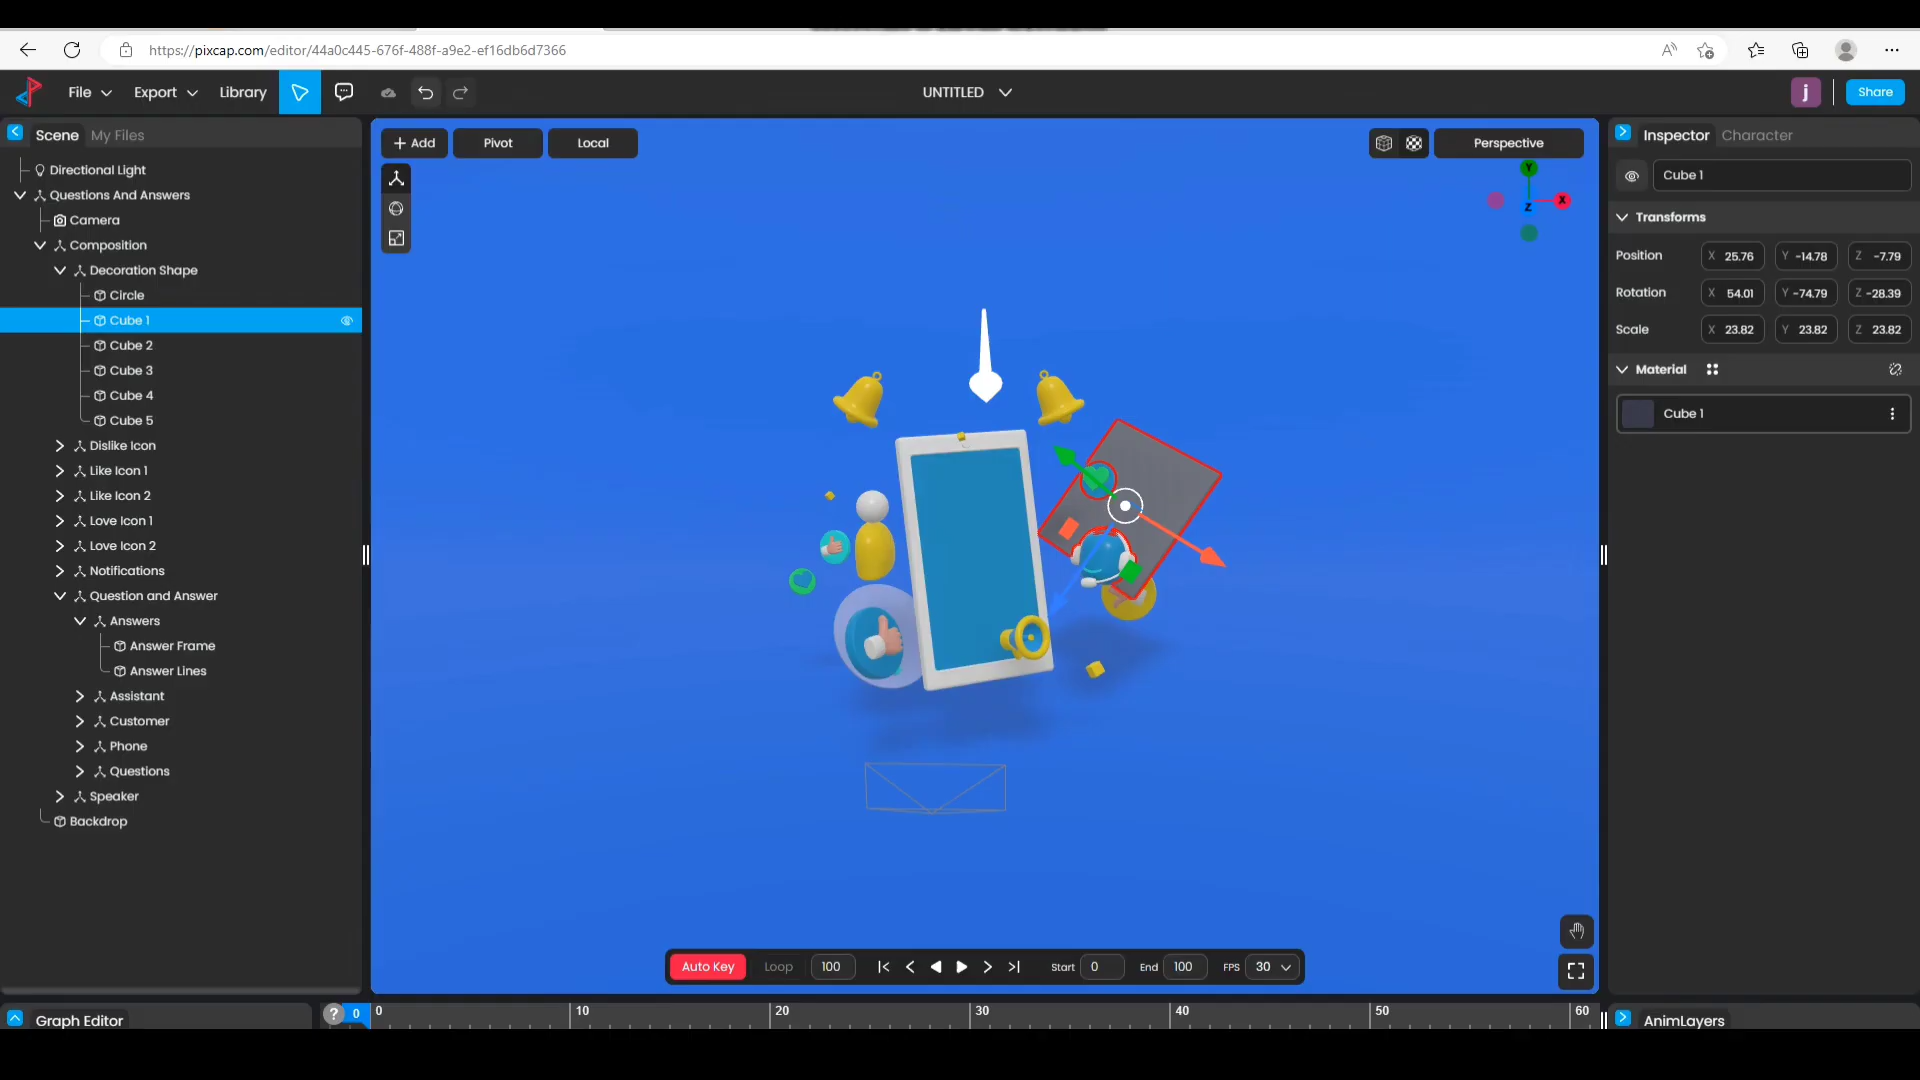 https://pixcap.com/editor/44a0c445-676f-488f-a9e2-ef16db6d7366
File Export Library UNTITLED j Share
Scene My Files
+ Add Pivot Local Perspective
Inspector Character
Directional Light
Questions And Answers
Camera
Composition
Decoration Shape
Circle
Cube 1
Cube 2
Cube 3
Cube 4
Cube 5
Dislike Icon
Like Icon 1
Like Icon 2
Love Icon 1
Love Icon 2
Notifications
Question and Answer
Answers
Answer Frame
Answer Lines
Assistant
Customer
Phone
Questions
Speaker
Backdrop
Y
Z X
Cube 1
Transforms
Position X 25.76 Y -14.78 Z -7.79
Rotation X 54.01 Y -74.79 Z -28.39
Scale X 23.82 Y 23.82 Z 23.82
Material
Cube 1
Auto Key Loop 100 Start 0 End 100 FPS 30
Graph Editor ? 0 0 10 20 30 40 50 60 AnimLayers